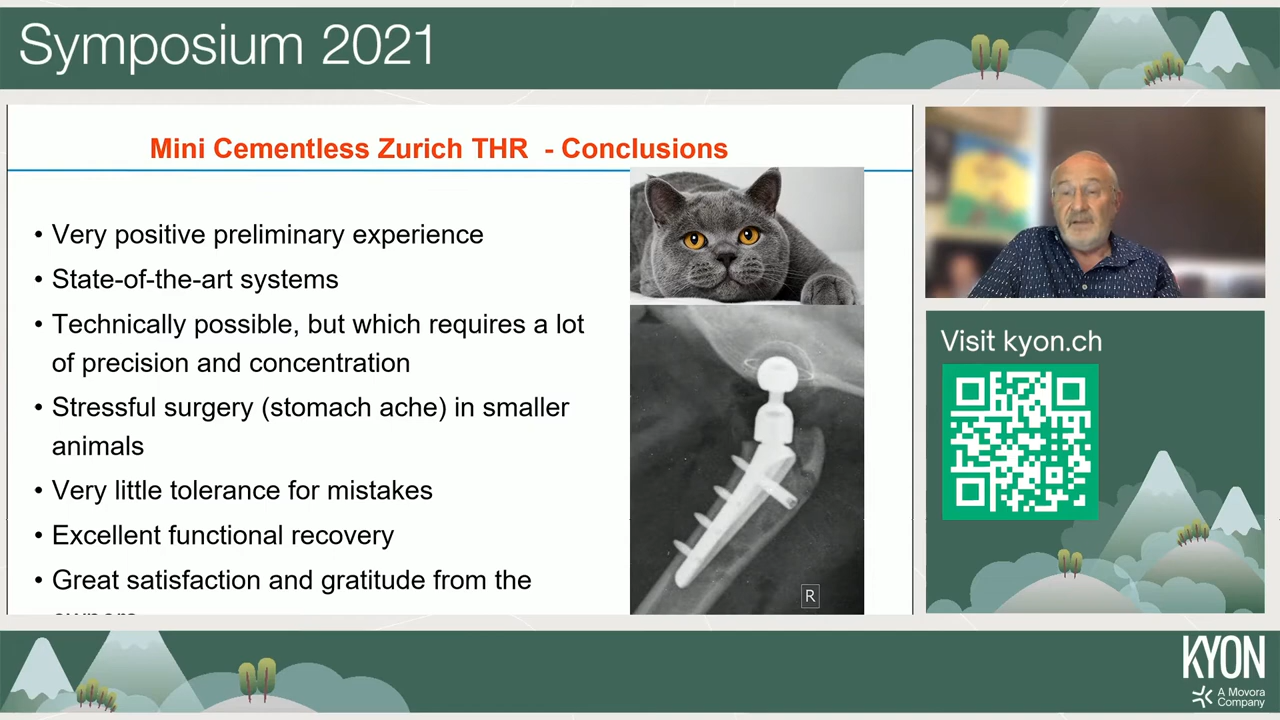 Symposium 2021
Mini Cementless Zurich THR - Conclusions
• Very positive preliminary experience
• State-of-the-art systems
• Technically possible, but which requires a lot
of precision and concentration
• Stressful surgery (stomach ache) in smaller
animals
• Very little tolerance for mistakes
• Excellent functional recovery
• Great satisfaction and gratitude from the
R
Visit kyon.ch
KYON
A Movora
Company